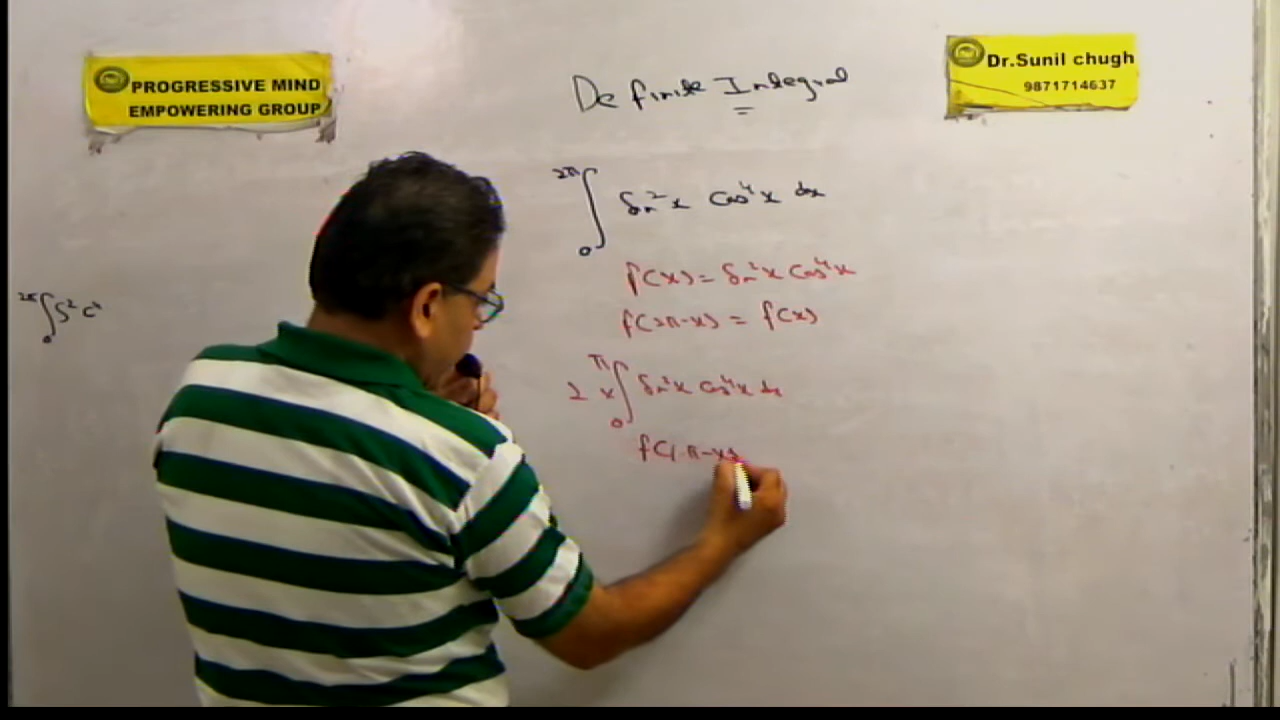 PROGRESSIVE MIND
EMPOWERING GROUP
Dr.Sunil chugh
9871714637
Definite Integral
∫₀^2π Sin²x Cos⁴x dx
f(x) = Sin²x Cos⁴x
f(2π-x) = f(x)
2 × ∫₀^π Sin²x Cos⁴x dx
f(π-x)
∫₀^2π S²C⁴